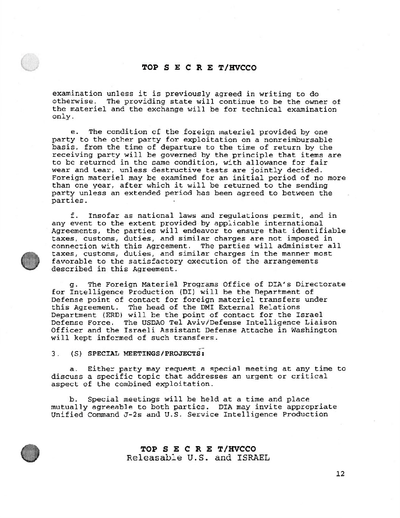 TOP S E C R E T/HVCCO
examination unless it is previously agreed in writing to do
otherwise. The providing state will continue to be the owner of
the materiel and the exchange will be for technical examination
only.
e. The condition of the foreign materiel provided by one
party to the other party for exploitation on a nonreimbursable
basis, from the time of departure to the time of return by the
receiving party will be governed by the principle that items are
to be returned in the same condition, with allowance for fair
wear and tear, unless destructive tests are jointly decided.
Foreign materiel may be examined for an initial period of no more
than one year, after which it will be returned to the sending
party unless an extended period has been agreed to between the
parties.
f. Insofar as national laws and regulations permit, and in
any event to the extent provided by applicable international
Agreements, the parties will endeavor to ensure that identifiable
taxes, customs, duties, and similar charges are not imposed in
connection with this Agreement. The parties will administer all
taxes, customs, duties, and similar charges in the manner most
favorable to the satisfactory execution of the arrangements
described in this Agreement.
g. The Foreign Materiel Programs Office of DIA's Directorate
for Intelligence Production (DI) will be the Department of
Defense point of contact for foreign materiel transfers under
this Agreement. The head of the DMI External Relations
Department (ERD) will be the point of contact for the Israel
Defense Force. The USDAO Tel Aviv/Defense Intelligence Liaison
Officer and the Israeli Assistant Defense Attache in Washington
will kept informed of such transfers.
3. (S) SPECIAL MEETINGS/PROJECTS:
a. Either party may request a special meeting at any time to
discuss a specific topic that addresses an urgent or critical
aspect of the combined exploitation.
b. Special meetings will be held at a time and place
mutually agreeable to both parties. DIA may invite appropriate
Unified Command J-2s and U.S. Service Intelligence Production
TOP S E C R E T/HVCCO
Releasable U.S. and ISRAEL
12